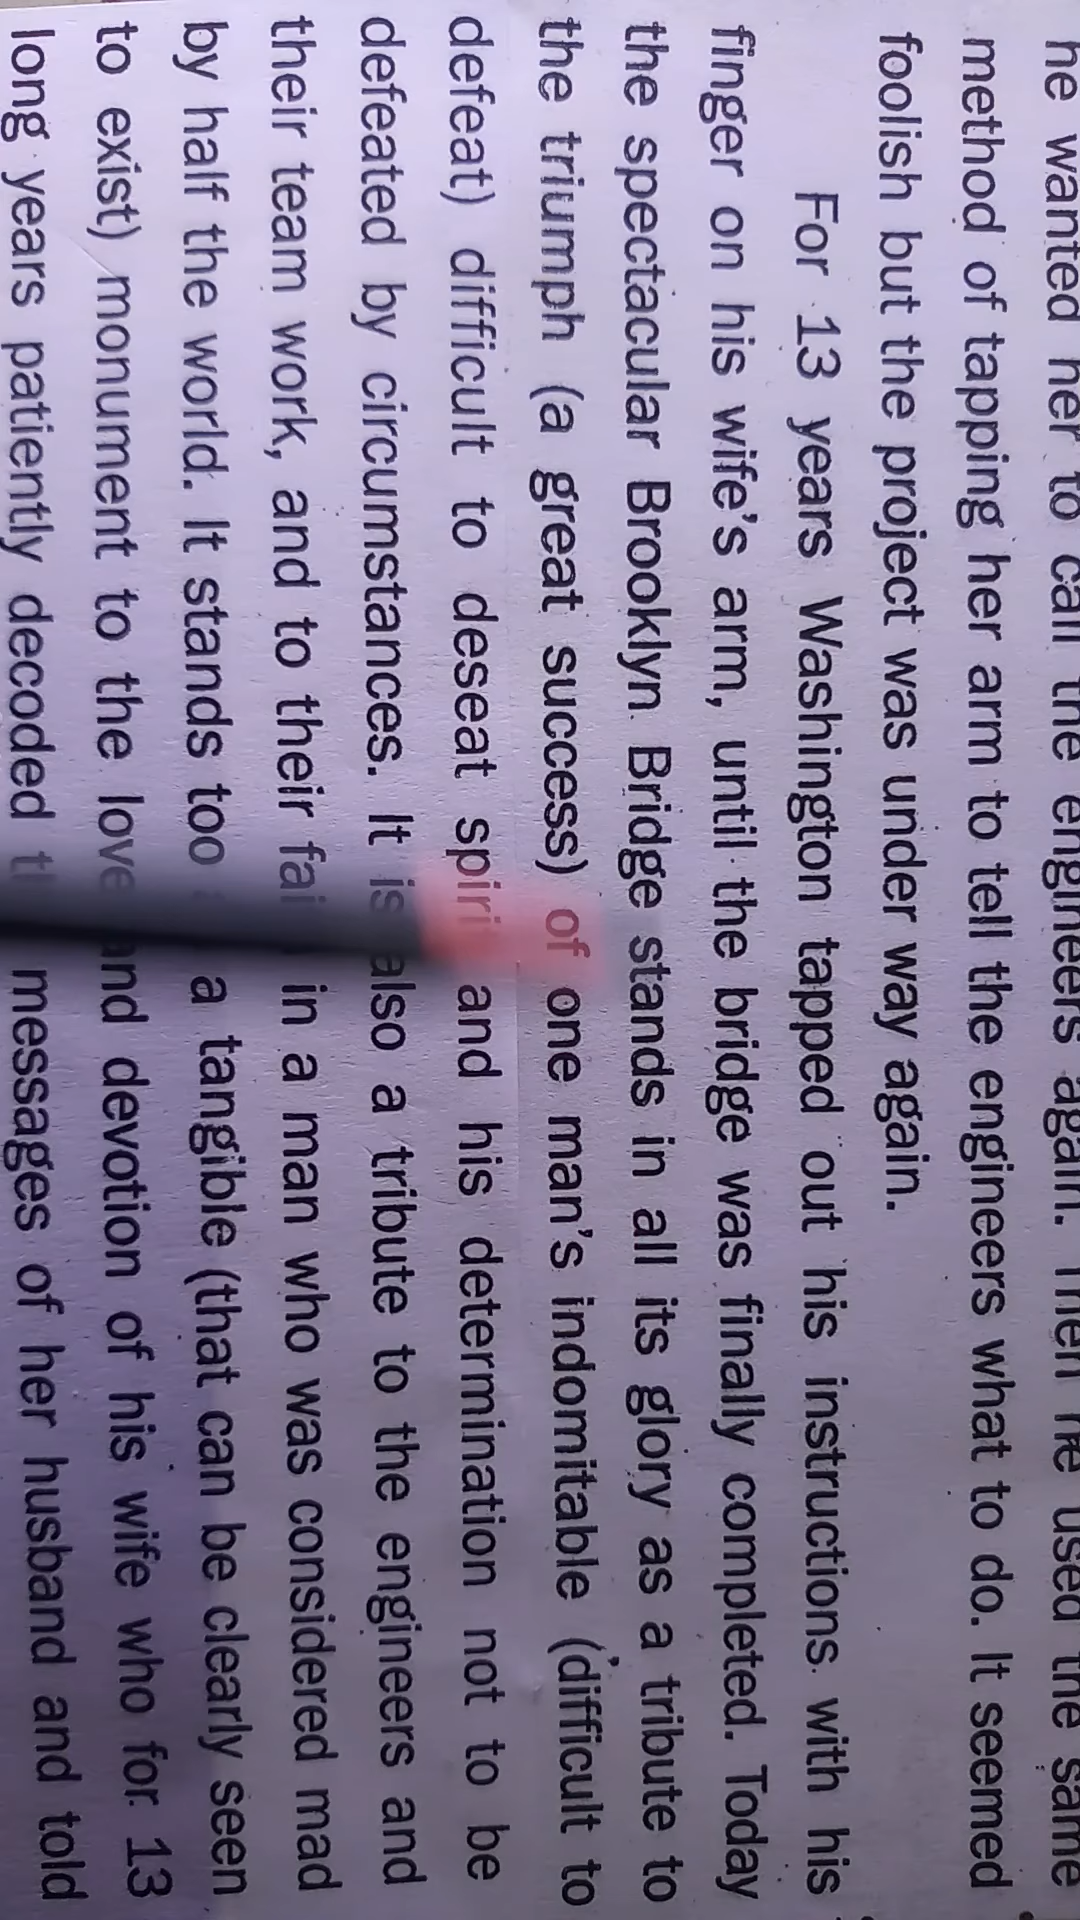 he wanted her to call the engineers again. Then he used the same
method of tapping her arm to tell the engineers what to do. It seemed
foolish but the project was under way again.
For 13 years Washington tapped out his instructions with his
finger on his wife's arm, until the bridge was finally completed. Today
the spectacular Brooklyn Bridge stands in all its glory as a tribute to
the triumph (a great success) of one man's indomitable (difficult to
defeat) difficult to deseat spirit and his determination not to be
defeated by circumstances. It is also a tribute to the engineers and
their team work, and to their in a man who was considered mad
by half the world. It stands too a tangible (that can be clearly seen
to exist) monument to the love and devotion of his wife who for 13
long years patiently decoded messages of her husband and told